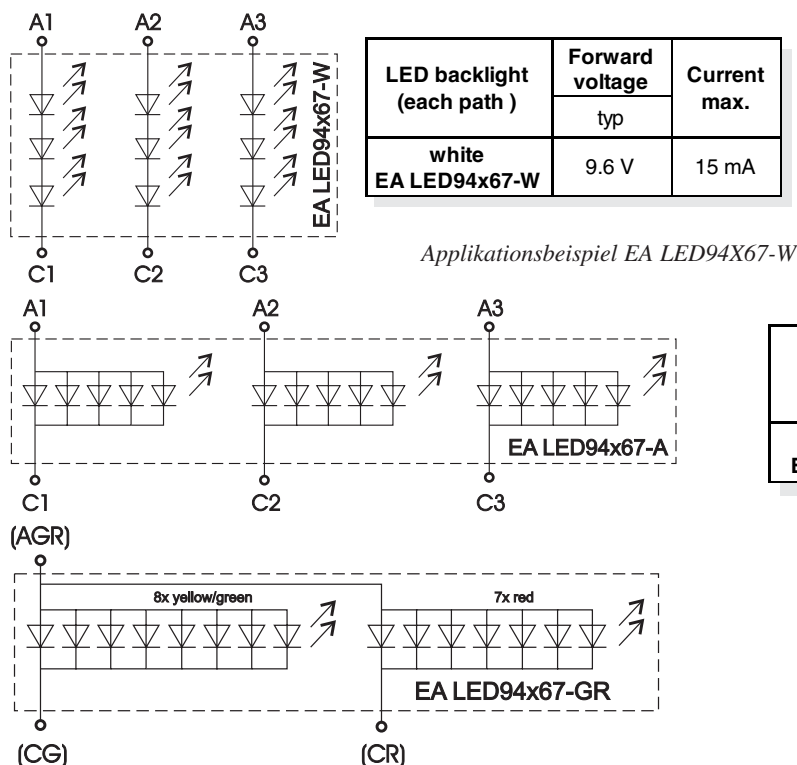 A1 A2 A3
EA LED94x67-W
C1 C2 C3
LED backlight (each path ) Forward voltage Current max.
typ
white EA LED94x67-W 9.6 V 15 mA
Applikationsbeispiel EA LED94X67-W
A1 A2 A3
EA LED94x67-A
C1 C2 C3
E
(AGR)
8x yellow/green 7x red
EA LED94x67-GR
(CG) (CR)